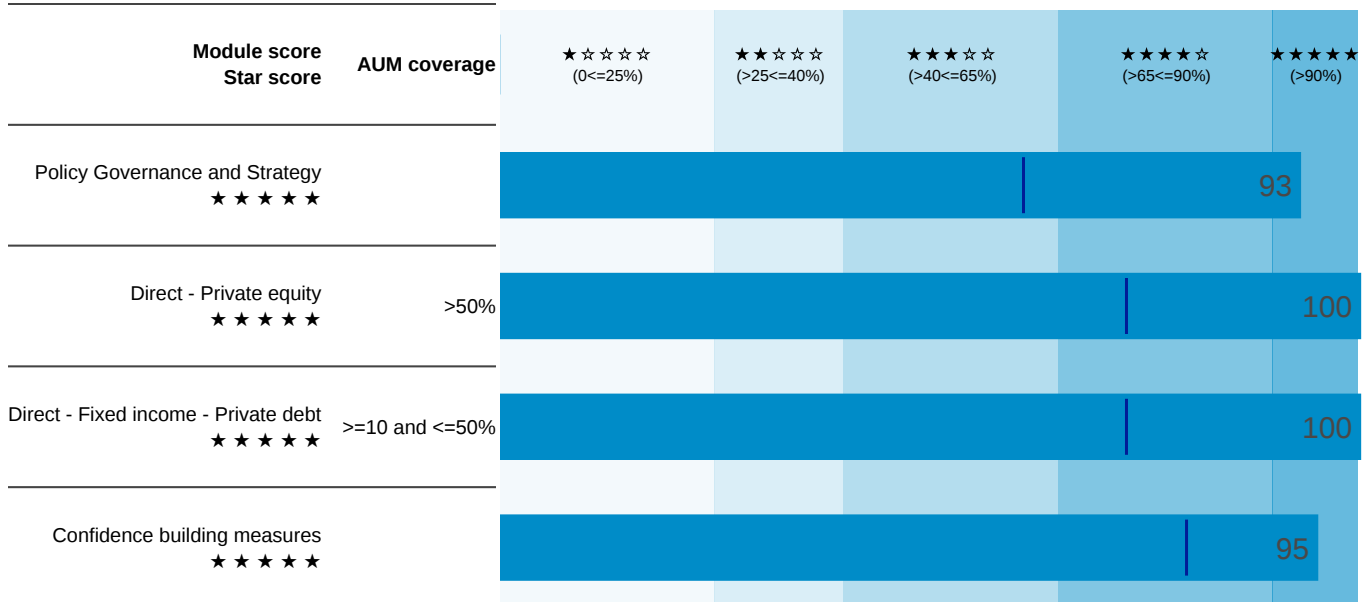 Module score
Star score
AUM coverage
★☆☆☆☆
(0<=25%)
★★☆☆☆
(>25<=40%)
★★★☆☆
(>40<=65%)
★★★★☆
(>65<=90%)
★★★★★
(>90%)
Policy Governance and Strategy
★★★★★
93
Direct - Private equity
★★★★★
>50%
100
Direct - Fixed income - Private debt
★★★★★
>=10 and <=50%
100
Confidence building measures
★★★★★
95